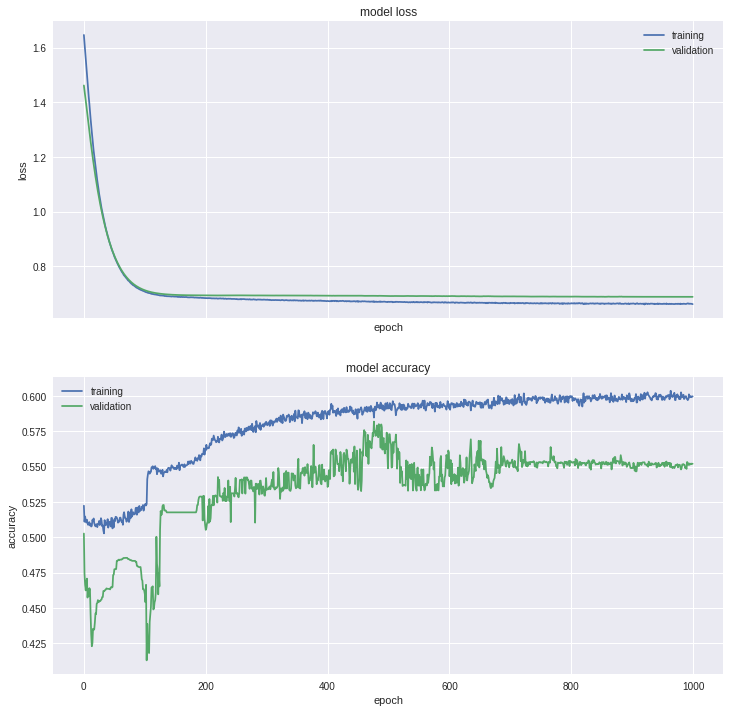 model loss
training
validation
1.6
1.4
1.2
1.0
0.8
loss
epoch
model accuracy
training
validation
0.600
0.575
0.550
0.525
0.500
0.475
0.450
0.425
accuracy
0 200 400 600 800 1000
epoch